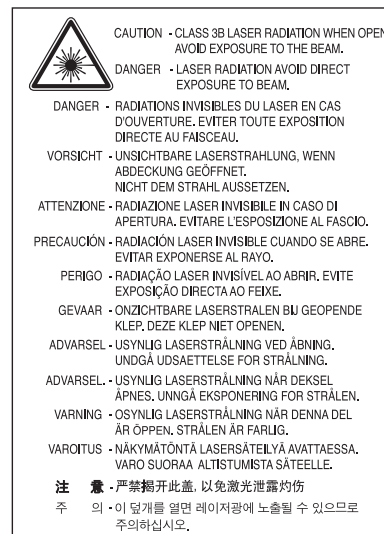 CAUTION - CLASS 3B LASER RADIATION WHEN OPEN
AVOID EXPOSURE TO THE BEAM.
DANGER - LASER RADIATION AVOID DIRECT
EXPOSURE TO BEAM.
DANGER - RADIATIONS INVISIBLES DU LASER EN CAS
D'OUVERTURE. EVITER TOUTE EXPOSITION
DIRECTE AU FAISCEAU.
VORSICHT - UNSICHTBARE LASERSTRAHLUNG, WENN
ABDECKUNG GEÖFFNET.
NICHT DEM STRAHL AUSSETZEN.
ATTENZIONE - RADIAZIONE LASER INVISIBILE IN CASO DI
APERTURA. EVITARE L'ESPOSIZIONE AL FASCIO.
PRECAUCIÓN - RADIACIÓN LASER INVISIBLE CUANDO SE ABRE.
EVITAR EXPONERSE AL RAYO.
PERIGO - RADIAÇÃO LASER INVISÍVEL AO ABRIR. EVITE
EXPOSIÇÃO DIRECTA AO FEIXE.
GEVAAR - ONZICHTBARE LASERSTRALEN BIJ GEOPENDE
KLEP. DEZE KLEP NIET OPENEN.
ADVARSEL - USYNLIG LASERSTRÅLNING VED ÅBNING.
UNDGÅ UDSAETTELSE FOR STRÅLNING.
ADVARSEL. - USYNLIG LASERSTRÅLNING NÅR DEKSEL
ÅPNES. UNNGÅ EKSPONERING FOR STRÅLEN.
VARNING - OSYNLIG LASERSTRÅLNING NÄR DENNA DEL
ÄR ÖPPEN. STRÅLEN ÄR FARLIG.
VAROITUS - NÄKYMÄTÖNTÄ LASERSÄTEILYÄ AVATTAESSA.
VARO SUORAA ALTISTUMISTA SÄTEELLE.
注 意 - 严禁揭开此盖, 以免激光泄露灼伤
주 의 - 이 덮개를 열면 레이저광에 노출될 수 있으므로
주의하십시오.